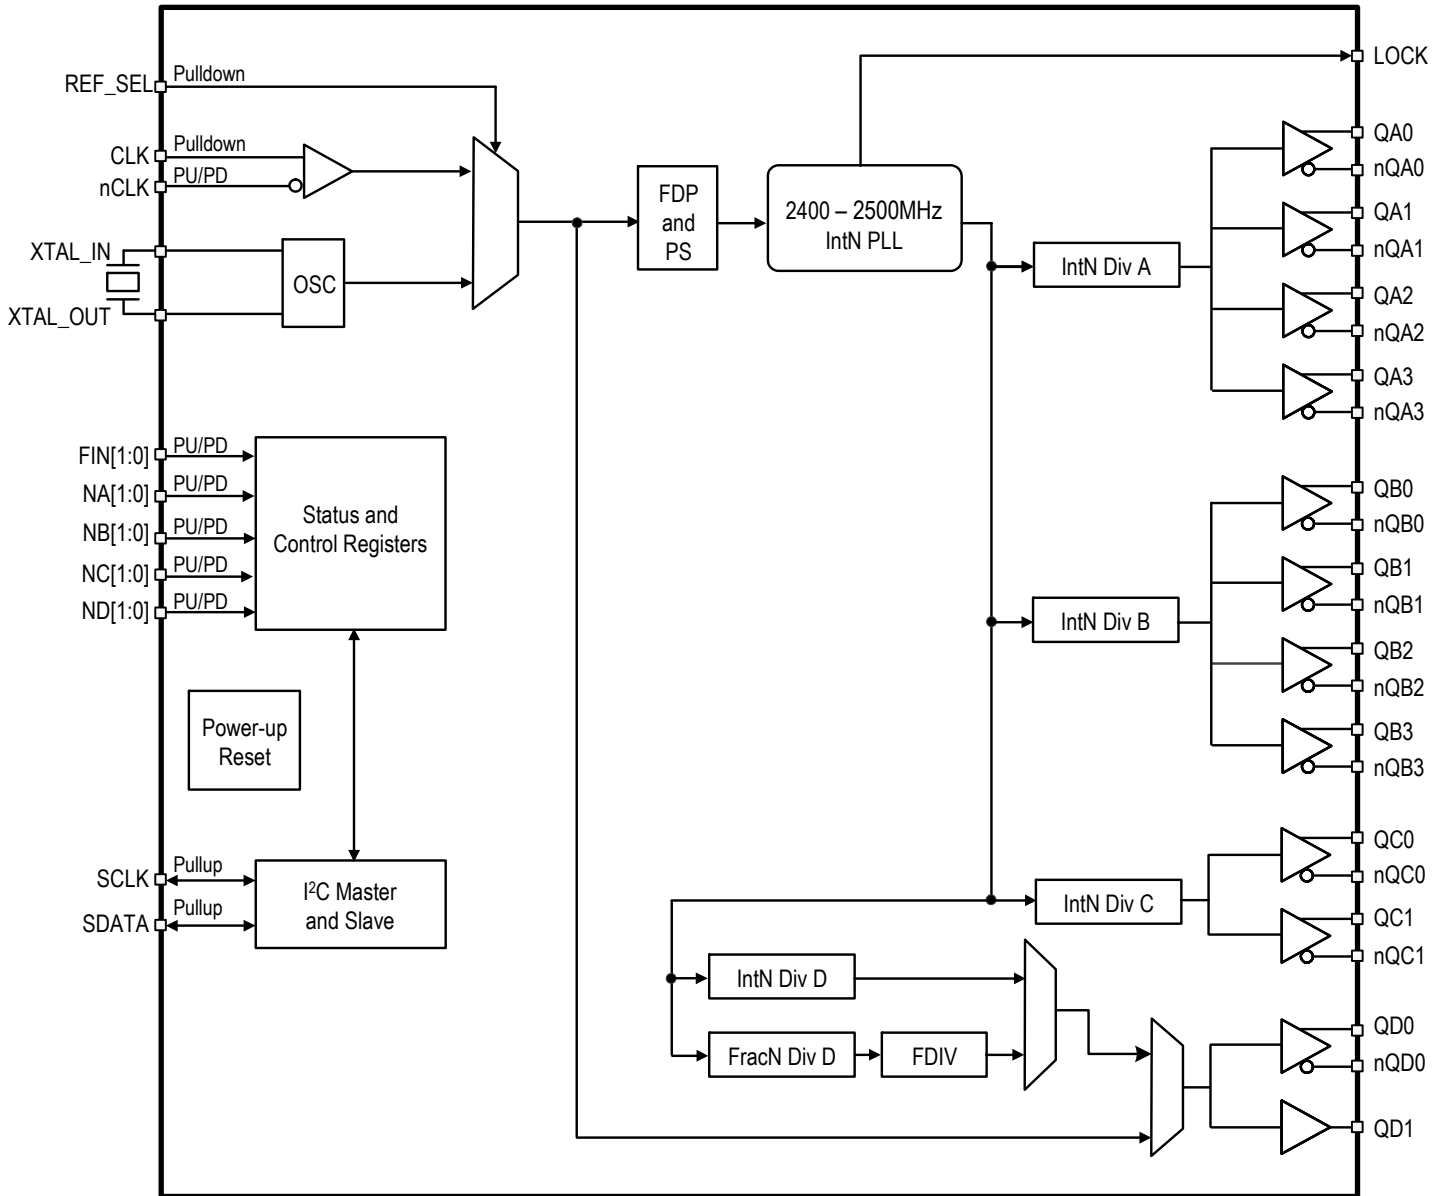 LOCK
REF_SEL
Pulldown
CLK
Pulldown
nCLK
PU/PD
XTAL_IN
XTAL_OUT
OSC
FDP
and
PS
2400 – 2500MHz
IntN PLL
IntN Div A
QA0
nQA0
QA1
nQA1
QA2
nQA2
QA3
nQA3
FIN[1:0]
PU/PD
NA[1:0]
PU/PD
NB[1:0]
PU/PD
NC[1:0]
PU/PD
ND[1:0]
PU/PD
Status and
Control Registers
IntN Div B
QB0
nQB0
QB1
nQB1
QB2
nQB2
QB3
nQB3
Power-up
Reset
SCLK
Pullup
SDATA
Pullup
I²C Master
and Slave
IntN Div C
QC0
nQC0
QC1
nQC1
IntN Div D
FracN Div D
FDIV
QD0
nQD0
QD1